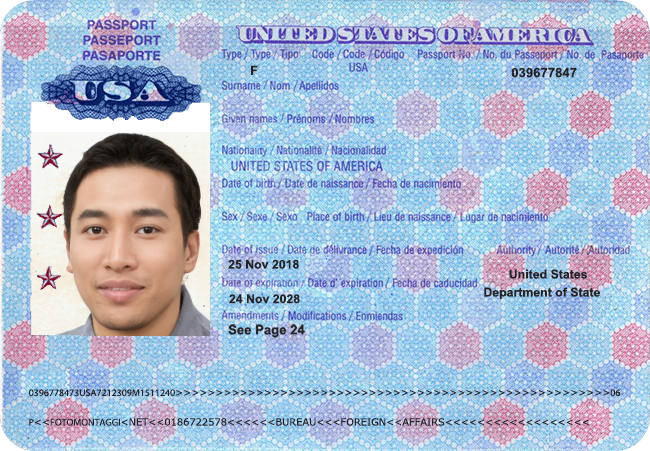 PASSPORT
PASSEPORT
PASAPORTE
USA
UNITED STATES OF AMERICA
Type / Type / Tipo Code / Code / Código Passport No / No. du Passeport / No. de Pasaporte
F USA 039677847
Surname / Nom / Apellidos
Given names / Prénoms / Nombres
Nationality / Nationalité / Nacionalidad
UNITED STATES OF AMERICA
Date of birth / Date de naissance / Fecha de nacimiento
Sex / Sexe / Sexo Place of birth / Lieu de naissance / Lugar de nacimiento
Date of issue / Date de délivrance / Fecha de expedición Authority / Autorité / Autoridad
25 Nov 2018 United States
Date of expiration / Date d' expiration / Fecha de caducidad Department of State
24 Nov 2028
Amendments / Modifications / Enmiendas
See Page 24
0396778473USA7212309M1511240>>>>>>>>>>>>>>>>>>>>>>>>>>>>>>>>>>>>>>>>>>>>>>>>>>>>>>>>>06
P<<FOTOMONTAGGI<NET<<0186722578<<<<<<BUREAU<<<FOREIGN<<AFFAIRS<<<<<<<<<<<<<<<<<<